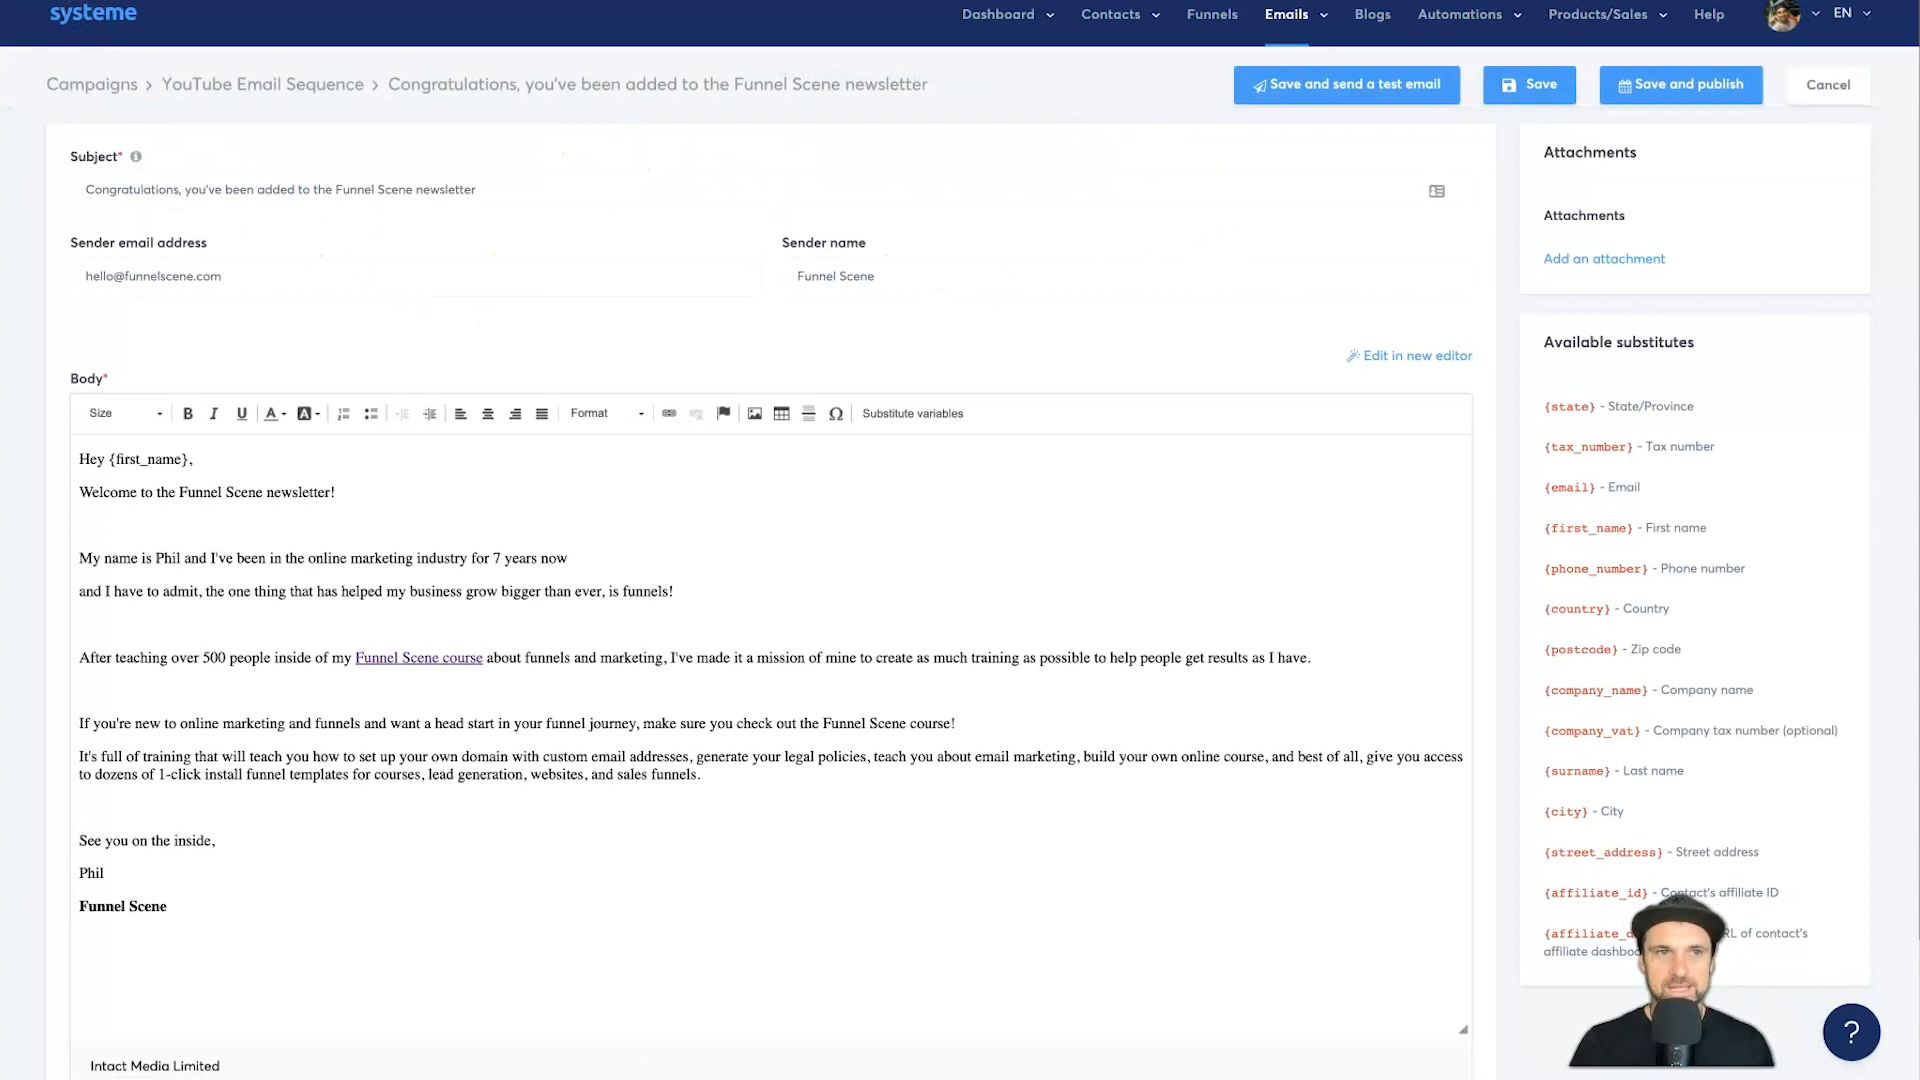 systeme
Dashboard
Contacts
Funnels
Emails
Blogs
Automations
Products/Sales
Help
EN
Campaigns > YouTube Email Sequence > Congratulations, you've been added to the Funnel Scene newsletter
Save and send a test email
Save
Save and publish
Cancel
Subject*
Congratulations, you've been added to the Funnel Scene newsletter
Sender email address
Sender name
hello@funnelscene.com
Funnel Scene
Edit in new editor
Body*
Size
B I U A A
Format
Ω
Substitute variables
Hey {first_name},
Welcome to the Funnel Scene newsletter!
My name is Phil and I've been in the online marketing industry for 7 years now
and I have to admit, the one thing that has helped my business grow bigger than ever, is funnels!
After teaching over 500 people inside of my Funnel Scene course about funnels and marketing, I've made it a mission of mine to create as much training as possible to help people get results as I have.
If you're new to online marketing and funnels and want a head start in your funnel journey, make sure you check out the Funnel Scene course!
It's full of training that will teach you how to set up your own domain with custom email addresses, generate your legal policies, teach you about email marketing, build your own online course, and best of all, give you access
to dozens of 1-click install funnel templates for courses, lead generation, websites, and sales funnels.
See you on the inside,
Phil
Funnel Scene
Intact Media Limited
Attachments
Attachments
Add an attachment
Available substitutes
{state} - State/Province
{tax_number} - Tax number
{email} - Email
{first_name} - First name
{phone_number} - Phone number
{country} - Country
{postcode} - Zip code
{company_name} - Company name
{company_vat} - Company tax number (optional)
{surname} - Last name
{city} - City
{street_address} - Street address
{affiliate_id} - Contact's affiliate ID
of contact's
affiliate
?